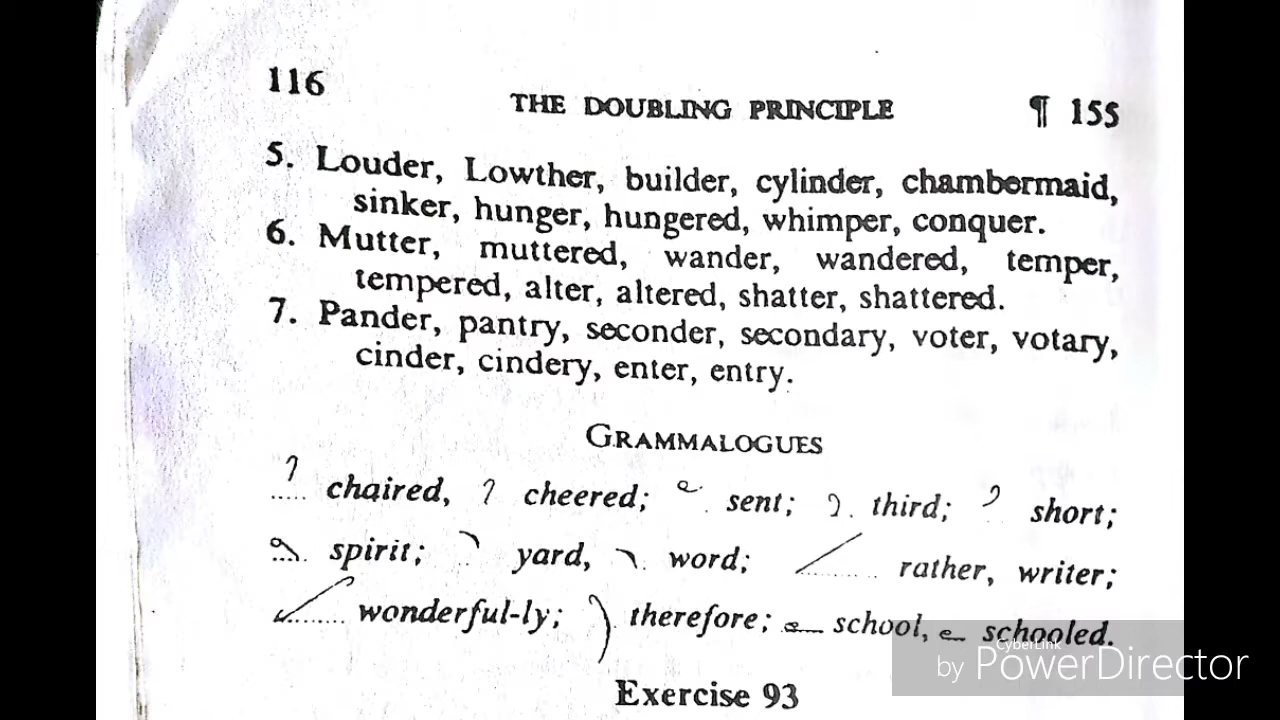 116
THE DOUBLING PRINCIPLE ¶ 155
5. Louder, Lowther, builder, cylinder, chambermaid,
sinker, hunger, hungered, whimper, conquer.
6. Mutter, muttered, wander, wandered, temper,
tempered, alter, altered, shatter, shattered.
7. Pander, pantry, seconder, secondary, voter, votary,
cinder, cindery, enter, entry.
GRAMMALOGUES
..... chaired, cheered; sent; third; short;
spirit; yard, word; rather, writer;
wonderful-ly; therefore; school, schooled.
CyberLink
by PowerDirector
Exercise 93